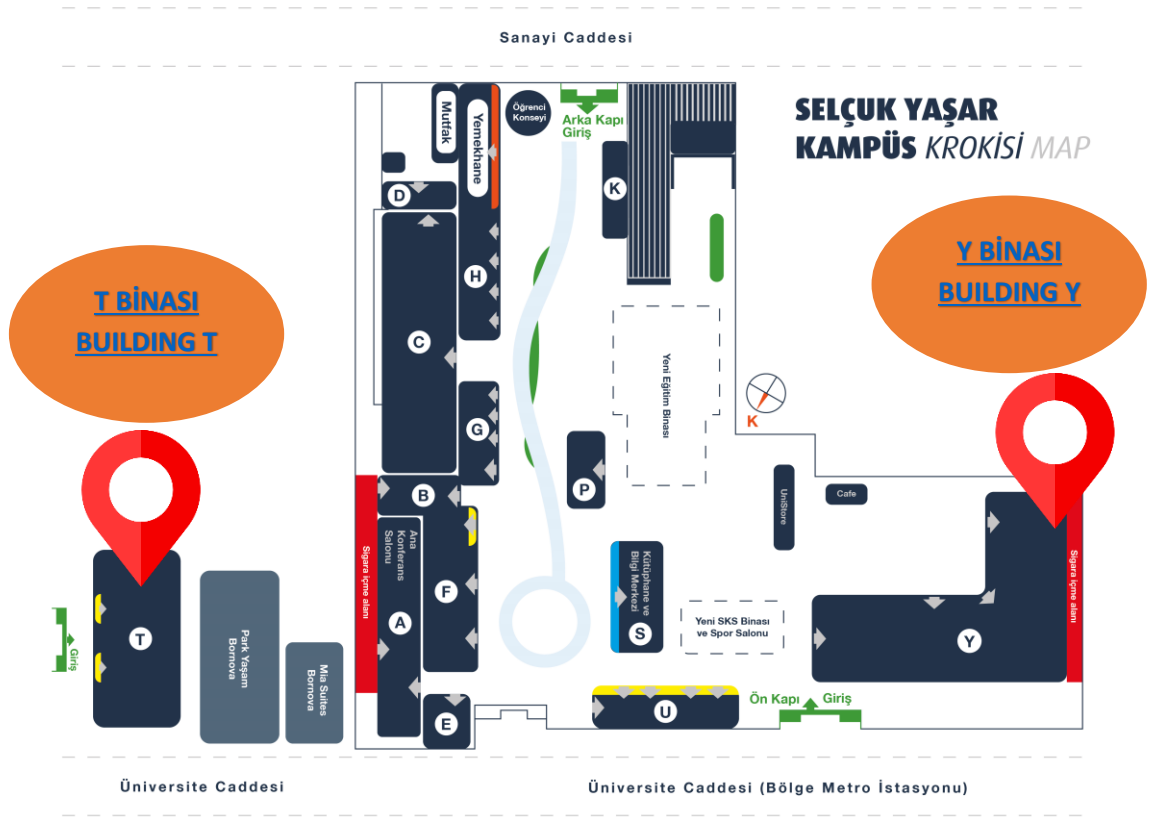 Sanayi Caddesi
SELÇUK YAŞAR
KAMPÜS KROKİSİ MAP
Mutfak
Yemekhane
Öğrenci
Konseyi
Arka Kapı
Giriş
K
D
H
C
G
B
P
T BİNASI
BUILDING T
Y BİNASI
BUILDING Y
Yeni Eğitim Binası
K
UniStore
Cafe
Sigara içme alanı
Ana
Konferans
Salonu
A
F
E
Kütüphane ve
Bilgi Merkezi
S
Yeni SKS Binası
ve Spor Salonu
Y
Sigara içme alanı
U
Ön Kapı Giriş
Giriş
T
Park Yaşam
Bornova
Mia Suites
Bornova
Üniversite Caddesi
Üniversite Caddesi (Bölge Metro İstasyonu)